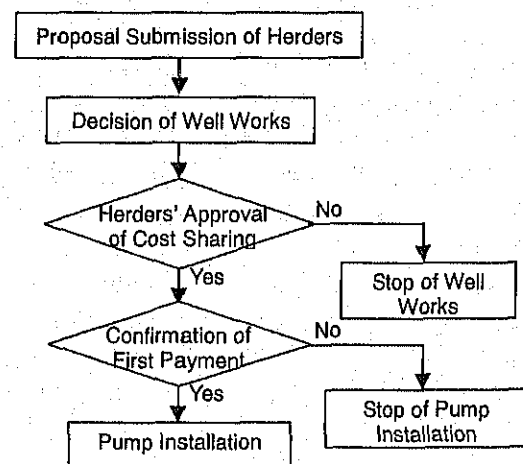 Proposal Submission of Herders
Decision of Well Works
Herders' Approval
of Cost Sharing
No
Yes
Stop of Well
Works
Confirmation of
First Payment
No
Yes
Stop of Pump
Installation
Pump Installation